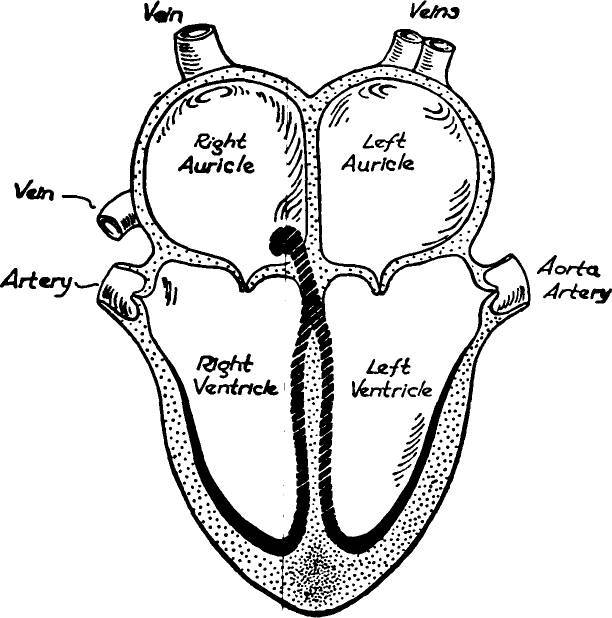 Vein
Veins
Right
Auricle
Left
Auricle
Vein
Artery
Aorta
Artery
Right
Ventricle
Left
Ventricle